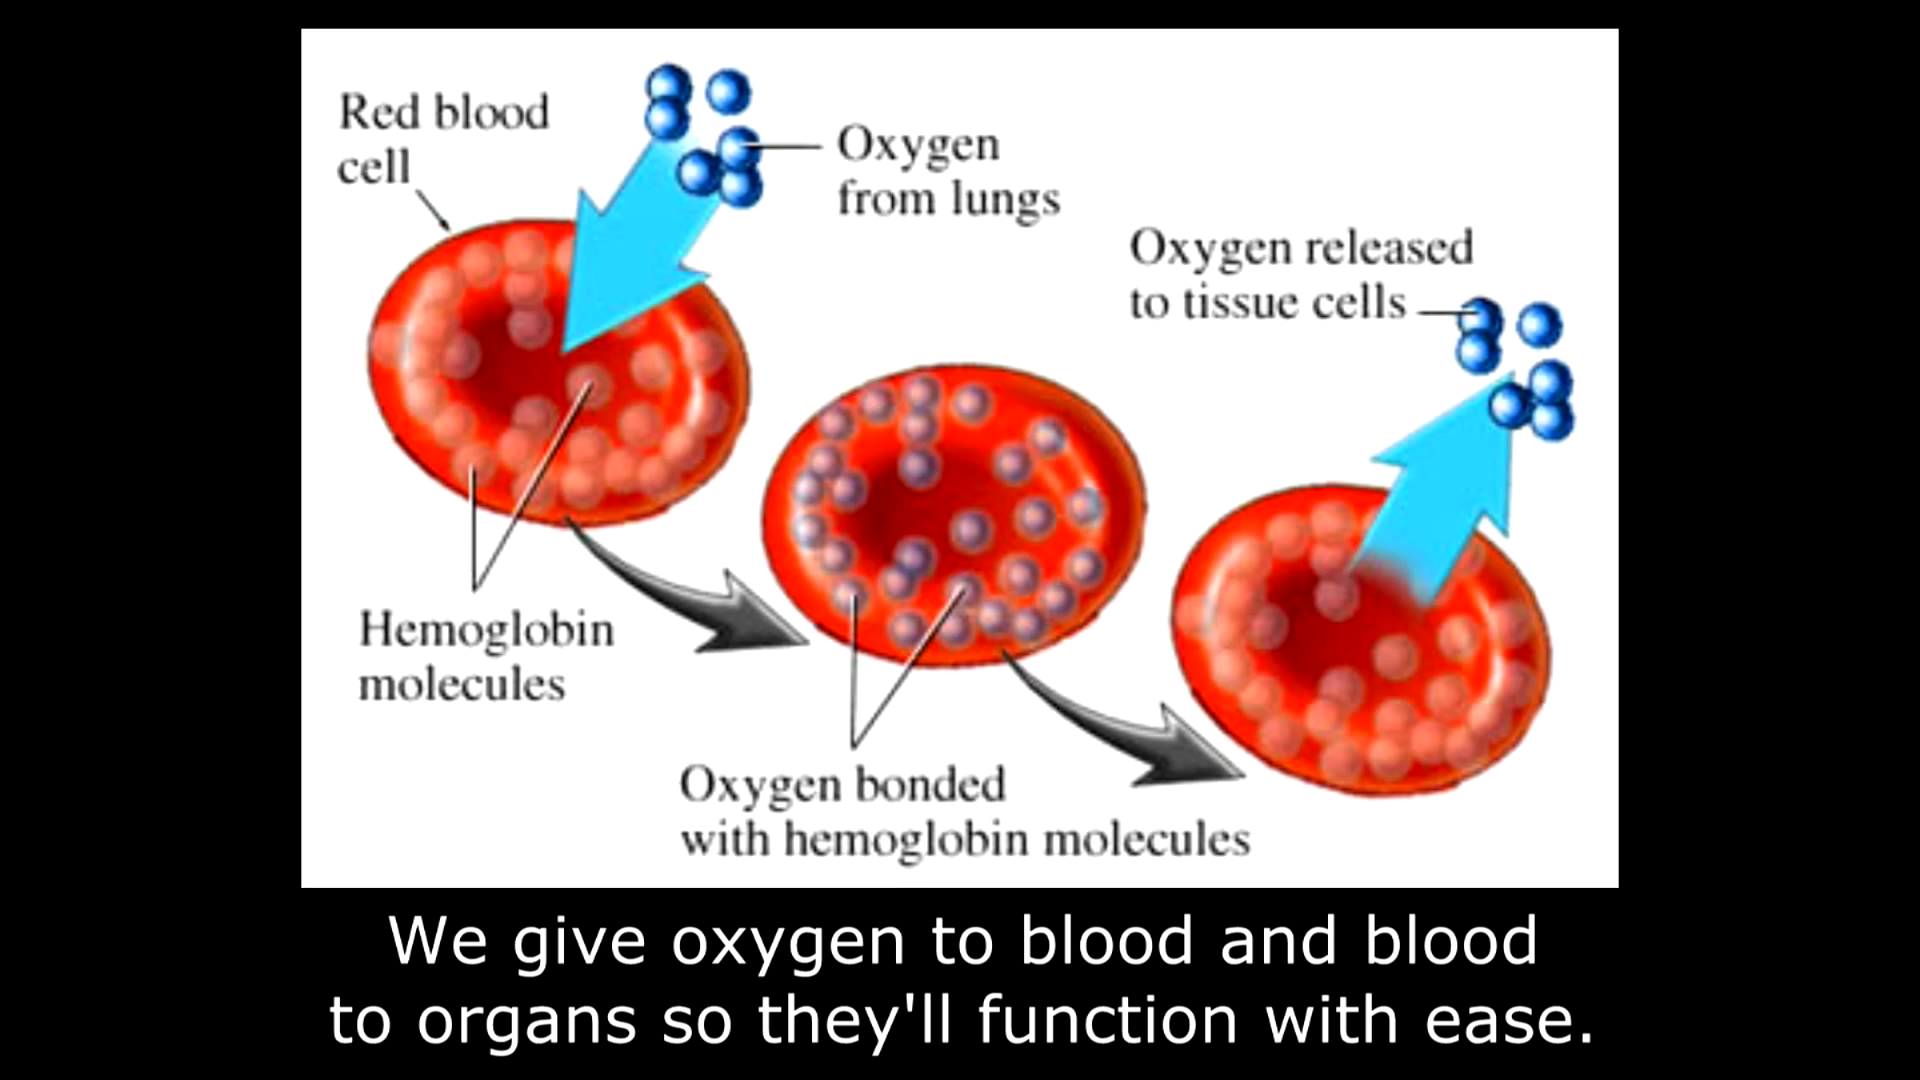 Red blood
cell
Oxygen
from lungs
Oxygen released
to tissue cells
Hemoglobin
molecules
Oxygen bonded
with hemoglobin molecules
We give oxygen to blood and blood
to organs so they'll function with ease.